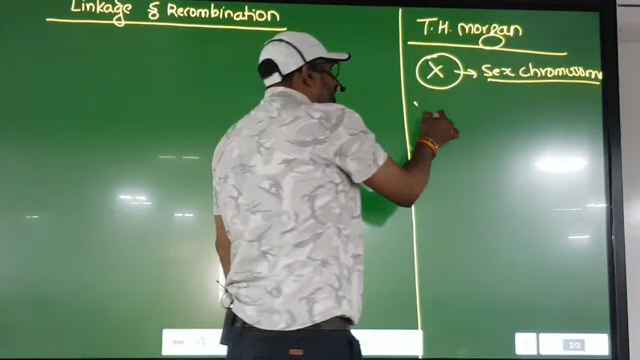 Linkage & Recombination
T.H. morgan
X → Sex chromosome
2/2